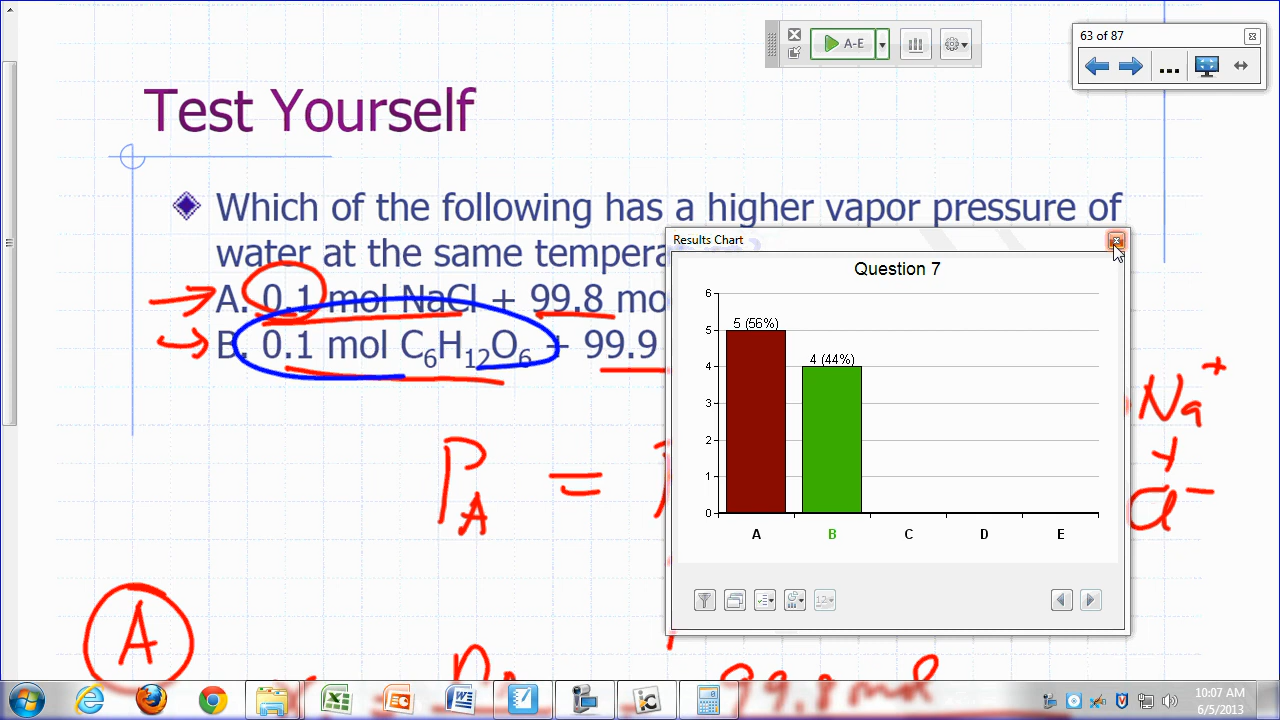 A-E
63 of 87
...
Test Yourself
Which of the following has a higher vapor pressure of
water at the same tempera
A. 0.1 mol NaCl + 99.8 mo
B. 0.1 mol C6H12O6 + 99.9
Results Chart
Question 7
6
5
4
3
2
1
0
5 (56%)
4 (44%)
A B C D E
Na+
+
Cl−
PA =
A
99.8 mol
10:07 AM
6/5/2013